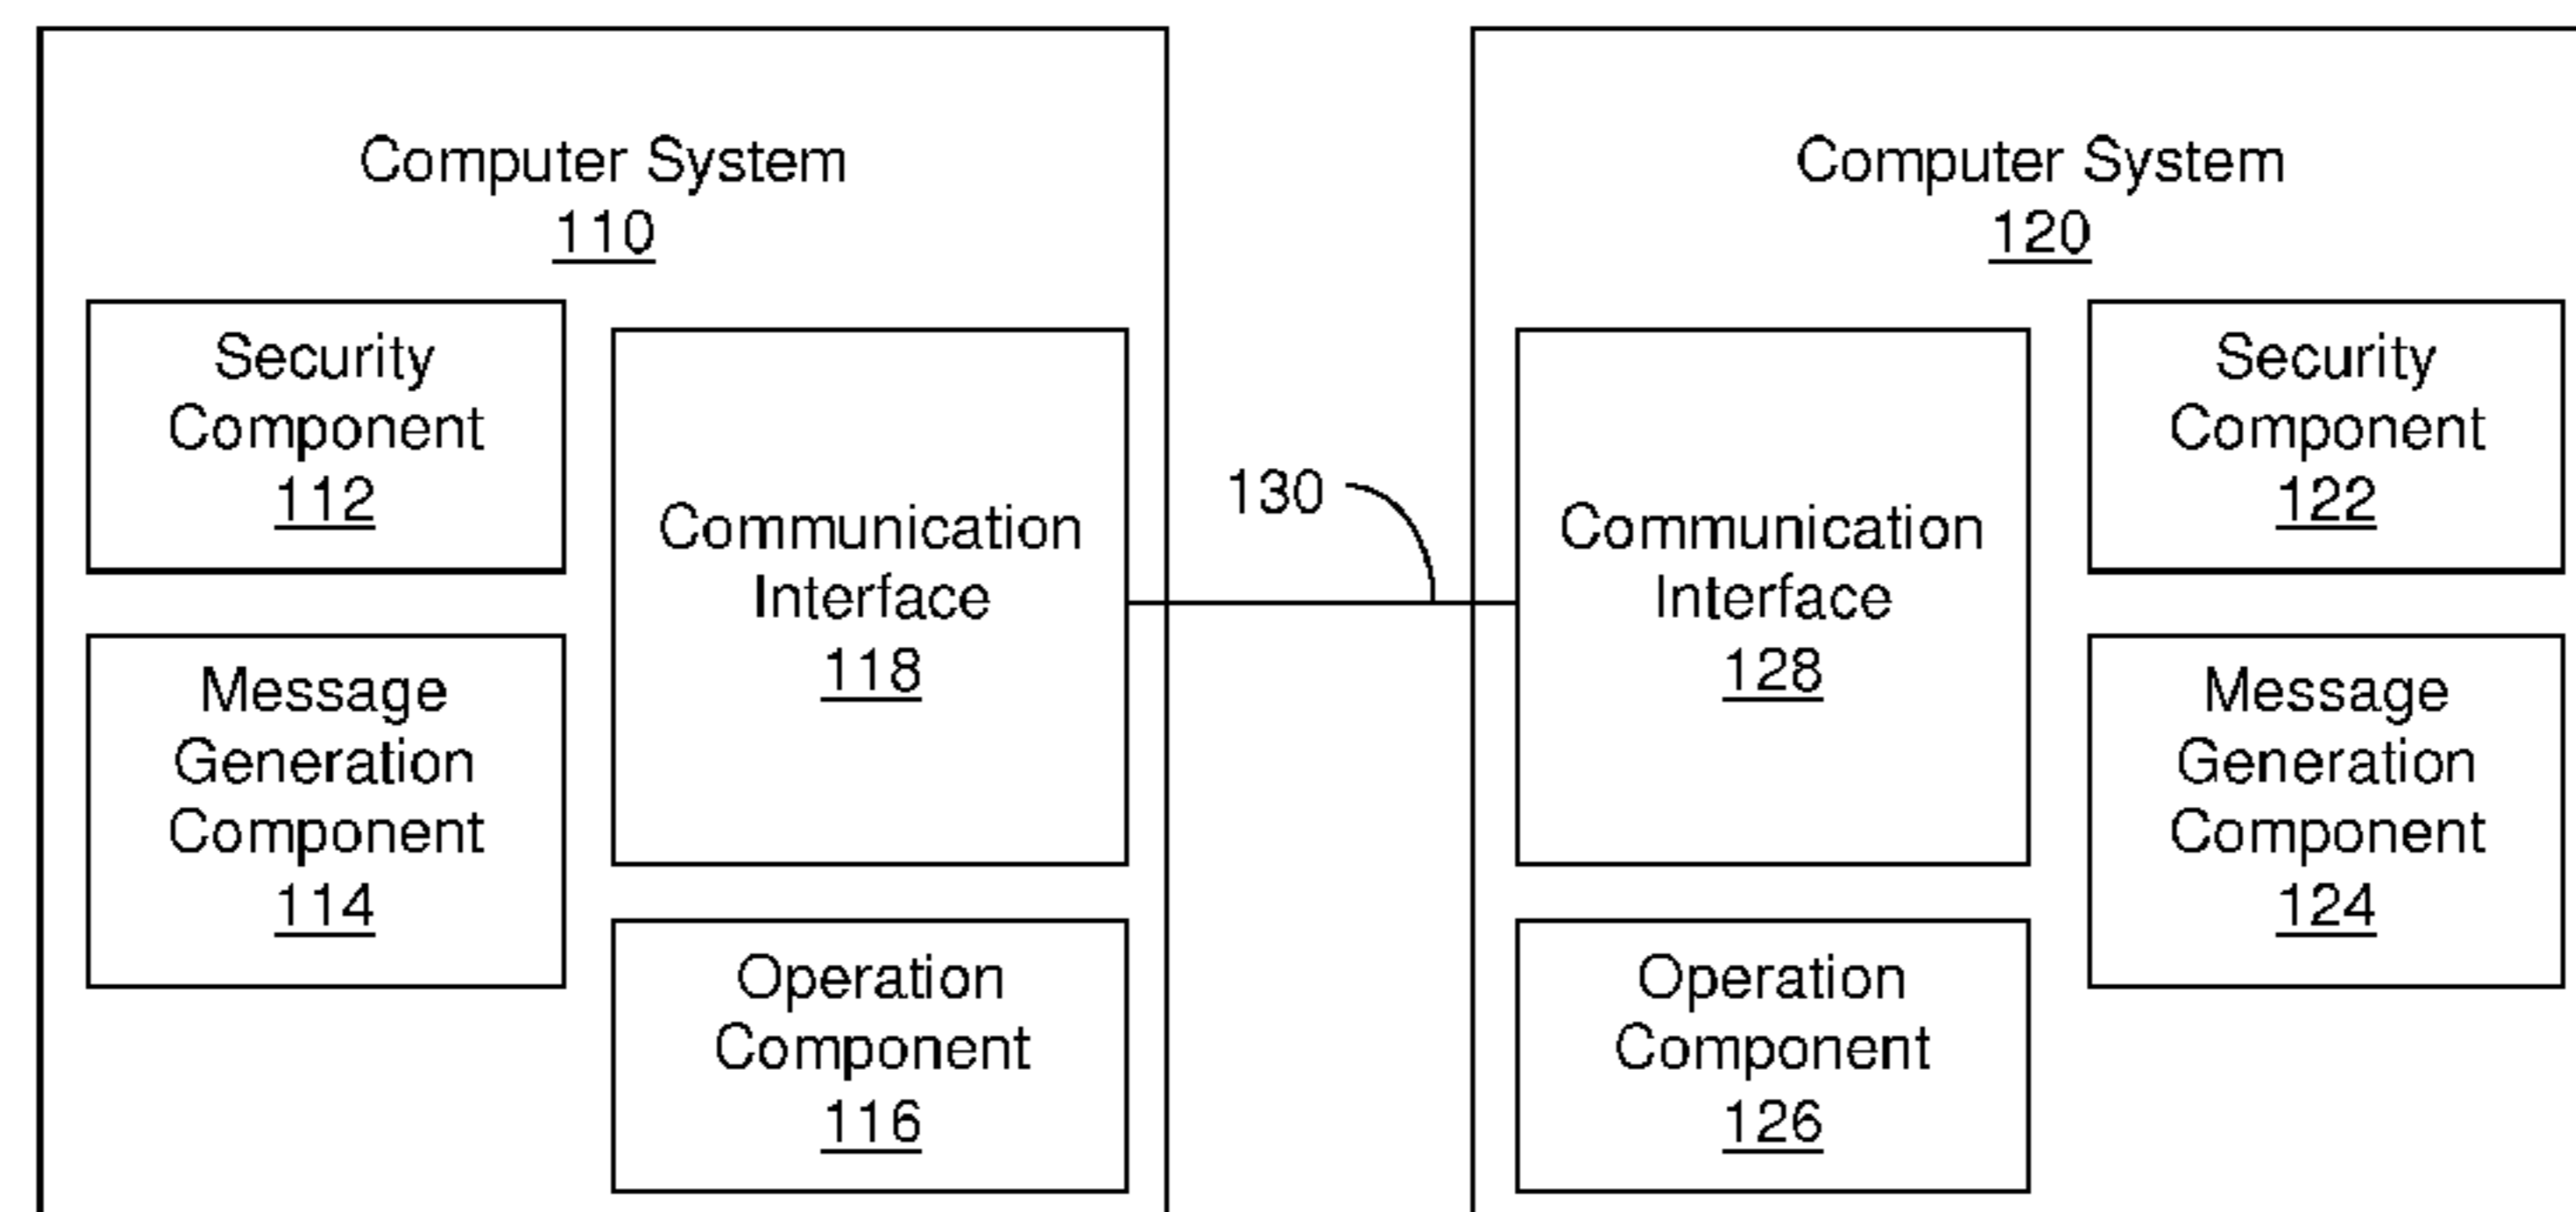 Computer System
110
Security
Component
112
Message
Generation
Component
114
Communication
Interface
118
Operation
Component
116
130
Computer System
120
Communication
Interface
128
Operation
Component
126
Security
Component
122
Message
Generation
Component
124